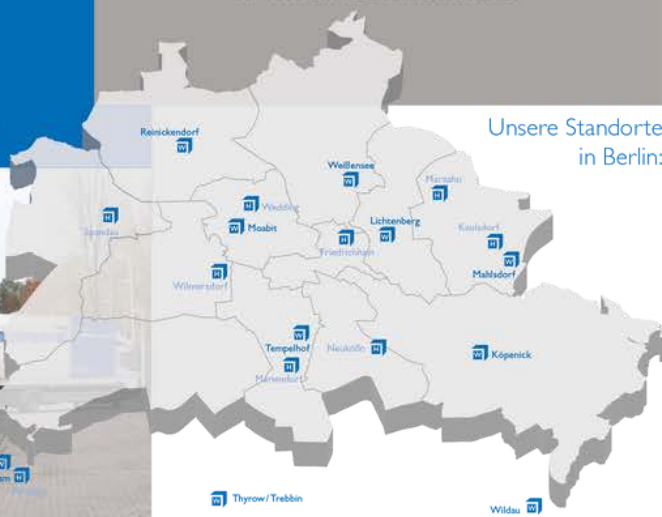 Unsere Standorte
in Berlin:
Reinickendorf
W
Weißensee
W
Marzahn
H
Spandau
H
H Wedding
W Moabit
Lichtenberg
W
H
Friedrichhain
Kaulsdorf
H
W
Mahlsdorf
H
Wilmersdorf
W
Tempelhof
H
Mariendorf
Neukölln H
W Köpenick
W
H
W Thyrow/Trebbin
Wildau W